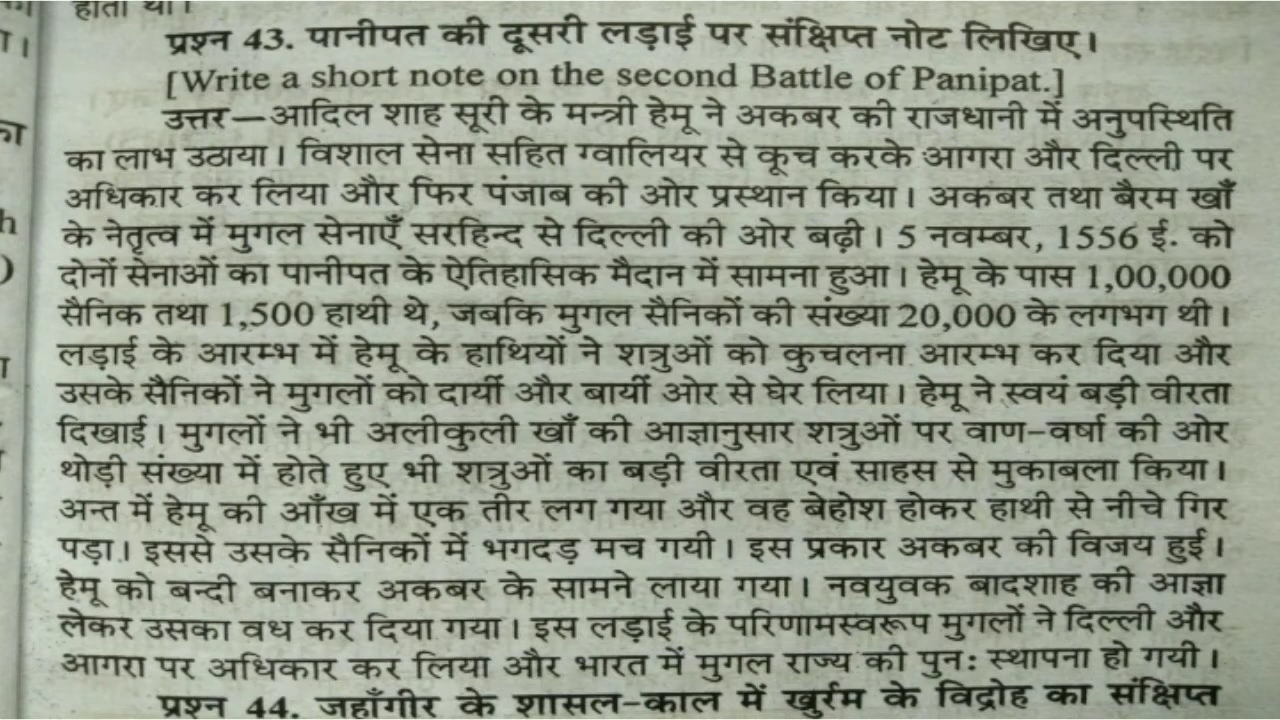 होता था।
प्रश्न 43. पानीपत की दूसरी लड़ाई पर संक्षिप्त नोट लिखिए।
[Write a short note on the second Battle of Panipat.]
उत्तर—आदिल शाह सूरी के मन्त्री हेमू ने अकबर की राजधानी में अनुपस्थिति
का लाभ उठाया। विशाल सेना सहित ग्वालियर से कूच करके आगरा और दिल्ली पर
अधिकार कर लिया और फिर पंजाब की ओर प्रस्थान किया। अकबर तथा बैरम खाँ
के नेतृत्व में मुगल सेनाएँ सरहिन्द से दिल्ली की ओर बढ़ी। 5 नवम्बर, 1556 ई. को
दोनों सेनाओं का पानीपत के ऐतिहासिक मैदान में सामना हुआ। हेमू के पास 1,00,000
सैनिक तथा 1,500 हाथी थे, जबकि मुगल सैनिकों की संख्या 20,000 के लगभग थी।
लड़ाई के आरम्भ में हेमू के हाथियों ने शत्रुओं को कुचलना आरम्भ कर दिया और
उसके सैनिकों ने मुगलों को दार्यी और बार्यी ओर से घेर लिया। हेमू ने स्वयं बड़ी वीरता
दिखाई। मुगलों ने भी अलीकुली खाँ की आज्ञानुसार शत्रुओं पर वाण-वर्षा की ओर
थोड़ी संख्या में होते हुए भी शत्रुओं का बड़ी वीरता एवं साहस से मुकाबला किया।
अन्त में हेमू की आँख में एक तीर लग गया और वह बेहोश होकर हाथी से नीचे गिर
पड़ा। इससे उसके सैनिकों में भगदड़ मच गयी। इस प्रकार अकबर की विजय हुई।
हेमू को बन्दी बनाकर अकबर के सामने लाया गया। नवयुवक बादशाह की आज्ञा
लेकर उसका वध कर दिया गया। इस लड़ाई के परिणामस्वरूप मुगलों ने दिल्ली और
आगरा पर अधिकार कर लिया और भारत में मुगल राज्य की पुन: स्थापना हो गयी।
प्रश्न 44. जहाँगीर के शासल-काल में खुर्रम के विद्रोह का संक्षिप्त